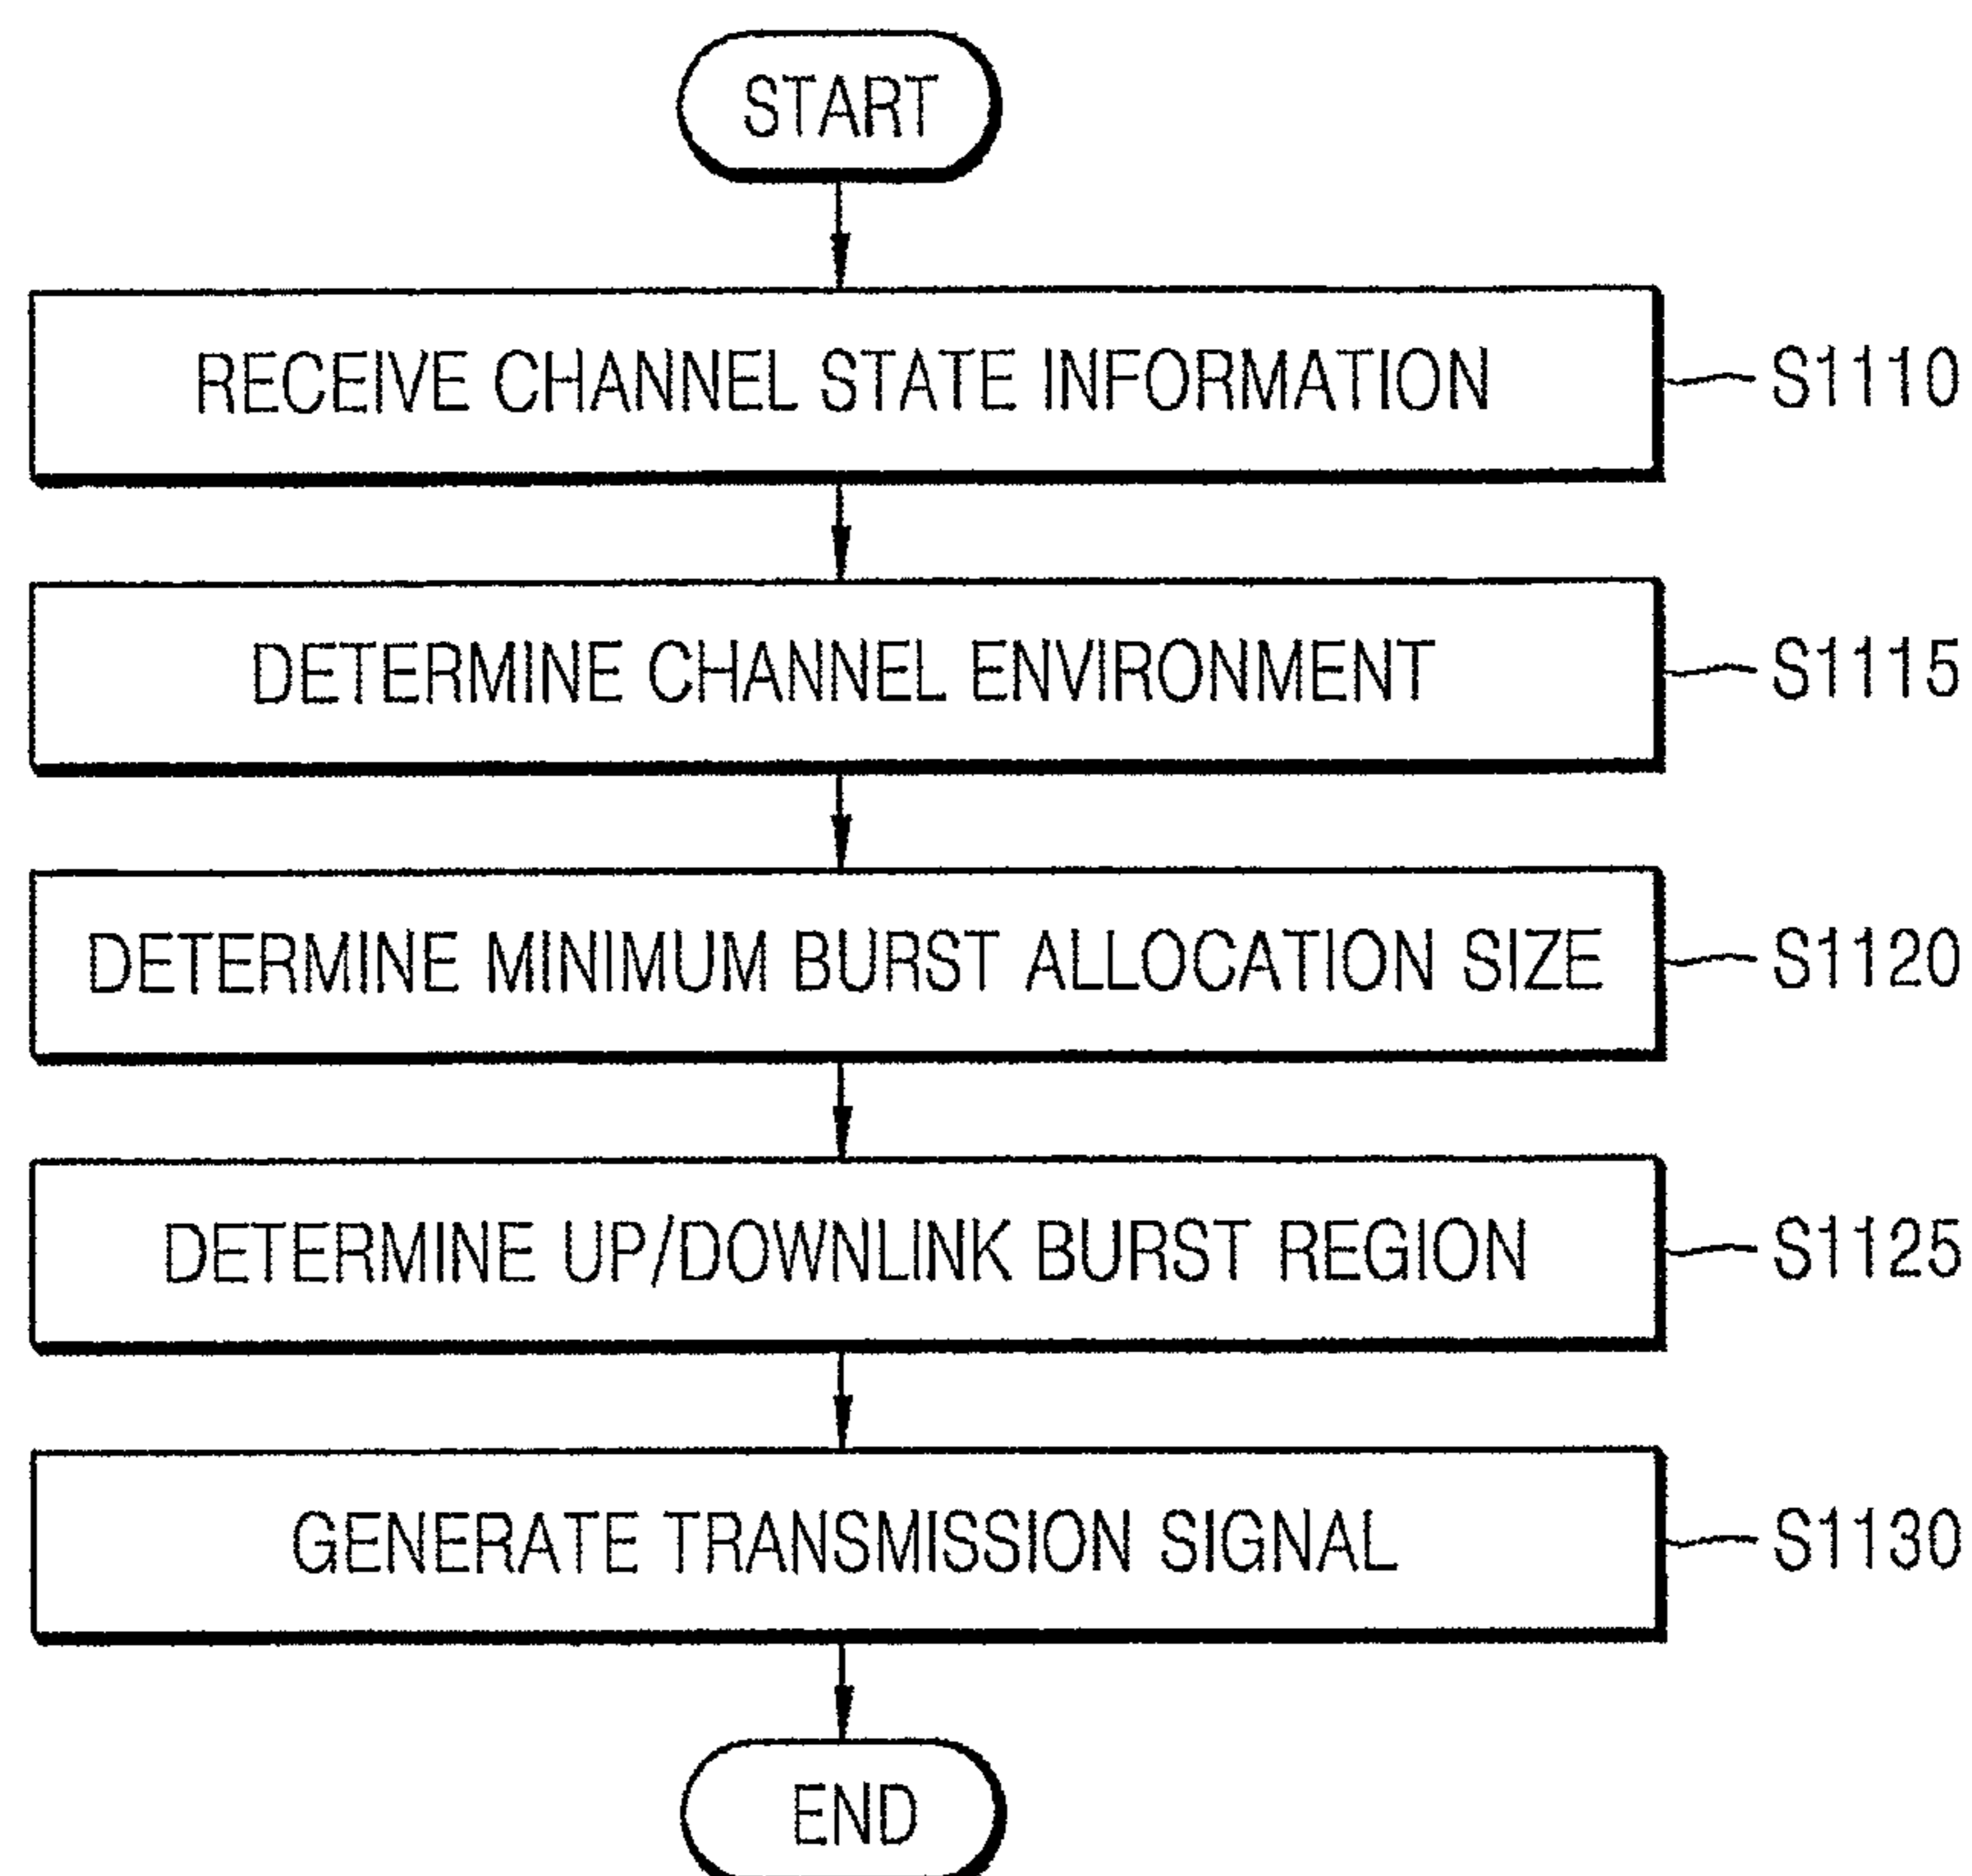 START
RECEIVE CHANNEL STATE INFORMATION S1110
DETERMINE CHANNEL ENVIRONMENT S1115
DETERMINE MINIMUM BURST ALLOCATION SIZE S1120
DETERMINE UP/DOWNLINK BURST REGION S1125
GENERATE TRANSMISSION SIGNAL S1130
END